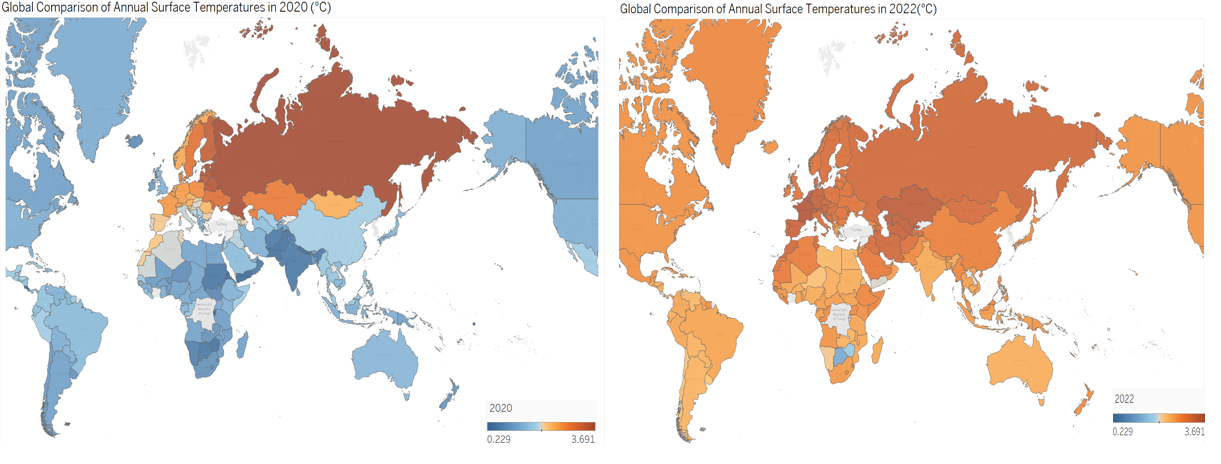 Global Comparison of Annual Surface Temperatures in 2020 (°C)
Global Comparison of Annual Surface Temperatures in 2022(°C)
2020
0.229 3.691
2022
0.229 3.691